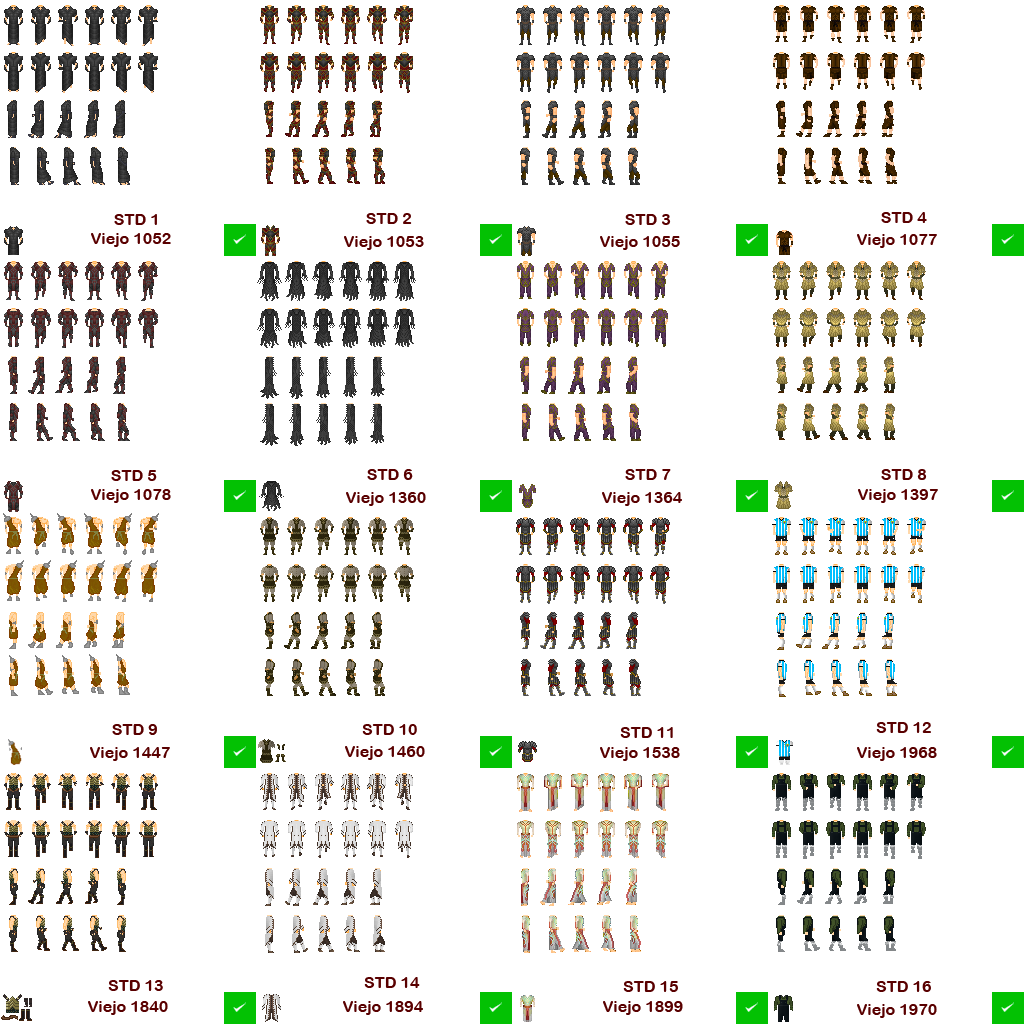 STD 1
Viejo 1052
STD 2
Viejo 1053
STD 3
Viejo 1055
STD 4
Viejo 1077
STD 5
Viejo 1078
STD 6
Viejo 1360
STD 7
Viejo 1364
STD 8
Viejo 1397
STD 9
Viejo 1447
STD 10
Viejo 1460
STD 11
Viejo 1538
STD 12
Viejo 1968
STD 13
Viejo 1840
STD 14
Viejo 1894
STD 15
Viejo 1899
STD 16
Viejo 1970